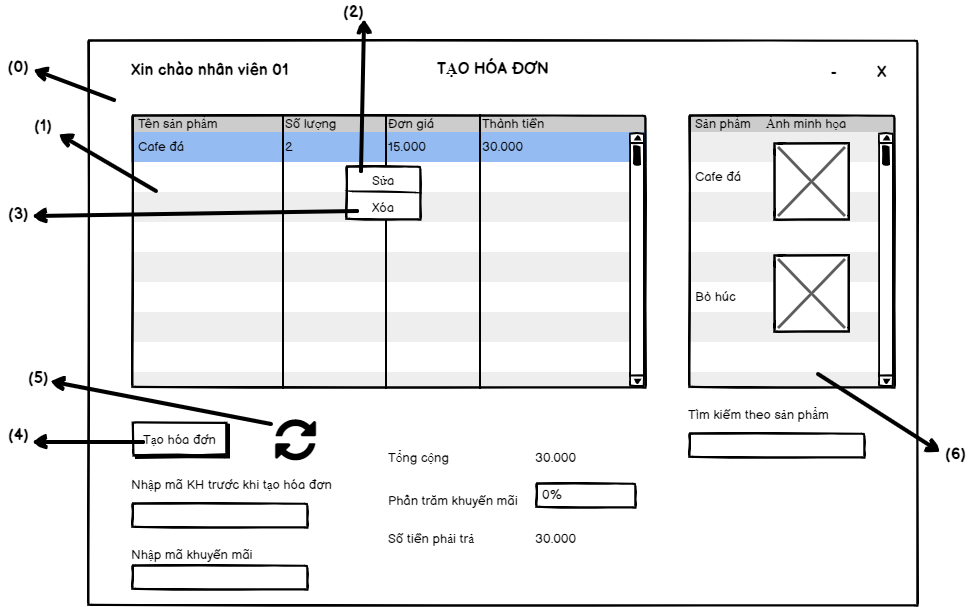 (2)
(0)
Xin chào nhân viên 01
TẠO HÓA ĐƠN
- X
(1)
Tên sản phẩm Số lượng Đơn giá Thành tiền
Cafe đá 2 15.000 30.000
Sửa
Xóa
(3)
Sản phẩm Ảnh minh họa
Cafe đá
Bò húc
(5)
(4)
Tạo hóa đơn
Nhập mã KH trước khi tạo hóa đơn
Nhập mã khuyến mãi
Tổng cộng 30.000
Phần trăm khuyến mãi 0%
Số tiền phải trả 30.000
Tìm kiếm theo sản phẩm
(6)